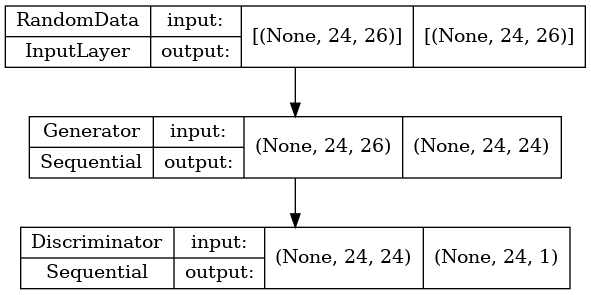 RandomData input: [(None, 24, 26)] [(None, 24, 26)]
InputLayer output:
Generator input: (None, 24, 26) (None, 24, 24)
Sequential output:
Discriminator input: (None, 24, 24) (None, 24, 1)
Sequential output: